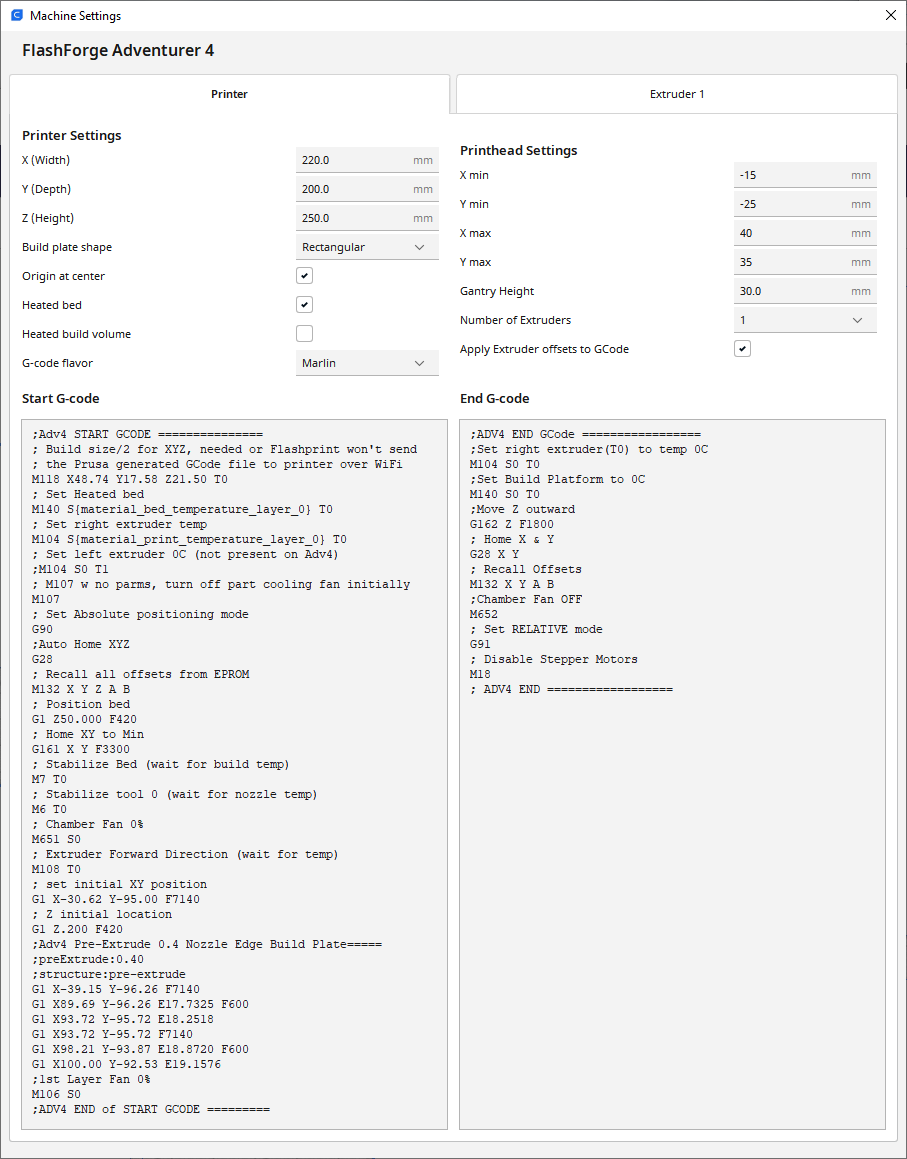 Machine Settings
FlashForge Adventurer 4
Printer
Extruder 1
Printer Settings
X (Width)
220.0 mm
Y (Depth)
200.0 mm
Z (Height)
250.0 mm
Build plate shape
Rectangular
Origin at center
Heated bed
Heated build volume
G-code flavor
Marlin
Printhead Settings
X min
-15 mm
Y min
-25 mm
X max
40 mm
Y max
35 mm
Gantry Height
30.0 mm
Number of Extruders
1
Apply Extruder offsets to GCode
Start G-code
;Adv4 START GCODE ===============
; Build size/2 for XYZ, needed or Flashprint won't send
; the Prusa generated GCode file to printer over WiFi
M118 X48.74 Y17.58 Z21.50 T0
; Set Heated bed
M140 S{material_bed_temperature_layer_0} T0
; Set right extruder temp
M104 S{material_print_temperature_layer_0} T0
; Set left extruder 0C (not present on Adv4)
;M104 S0 T1
; M107 w no parms, turn off part cooling fan initially
M107
; Set Absolute positioning mode
G90
;Auto Home XYZ
G28
; Recall all offsets from EPROM
M132 X Y Z A B
; Position bed
G1 Z50.000 F420
; Home XY to Min
G161 X Y F3300
; Stabilize Bed (wait for build temp)
M7 T0
; Stabilize tool 0 (wait for nozzle temp)
M6 T0
; Chamber Fan 0%
M651 S0
; Extruder Forward Direction (wait for temp)
M108 T0
; set initial XY position
G1 X-30.62 Y-95.00 F7140
; Z initial location
G1 Z.200 F420
;Adv4 Pre-Extrude 0.4 Nozzle Edge Build Plate=====
;preExtrude:0.40
;structure:pre-extrude
G1 X-39.15 Y-96.26 F7140
G1 X89.69 Y-96.26 E17.7325 F600
G1 X93.72 Y-95.72 E18.2518
G1 X93.72 Y-95.72 F7140
G1 X98.21 Y-93.87 E18.8720 F600
G1 X100.00 Y-92.53 E19.1576
;1st Layer Fan 0%
M106 S0
;ADV4 END of START GCODE =========
End G-code
;ADV4 END GCode =================
;Set right extruder(T0) to temp 0C
M104 S0 T0
;Set Build Platform to 0C
M140 S0 T0
;Move Z outward
G162 Z F1800
; Home X & Y
G28 X Y
; Recall Offsets
M132 X Y A B
;Chamber Fan OFF
M652
; Set RELATIVE mode
G91
; Disable Stepper Motors
M18
; ADV4 END ==================